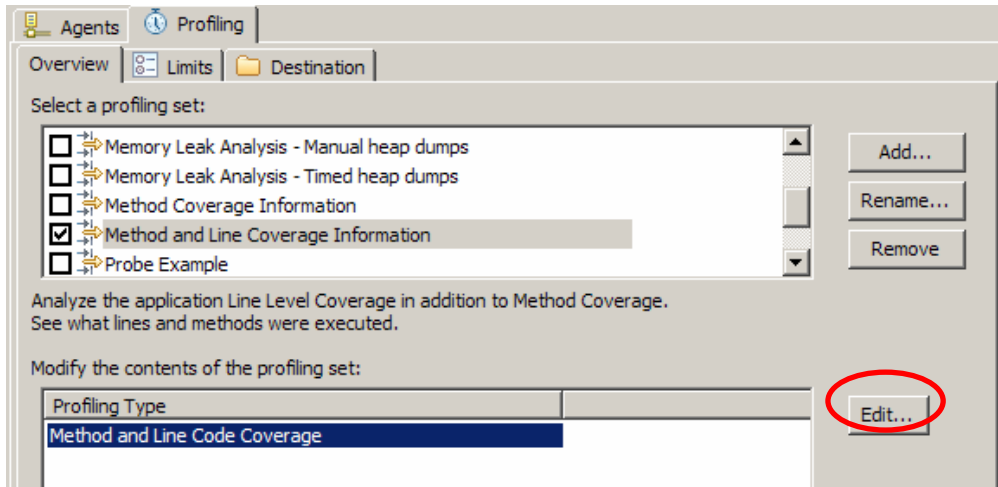 Agents Profiling
Overview Limits Destination
Select a profiling set:
Memory Leak Analysis - Manual heap dumps
Memory Leak Analysis - Timed heap dumps
Method Coverage Information
Method and Line Coverage Information
Probe Example
Add...
Rename...
Remove
Analyze the application Line Level Coverage in addition to Method Coverage.
See what lines and methods were executed.
Modify the contents of the profiling set:
Profiling Type
Method and Line Code Coverage
Edit...